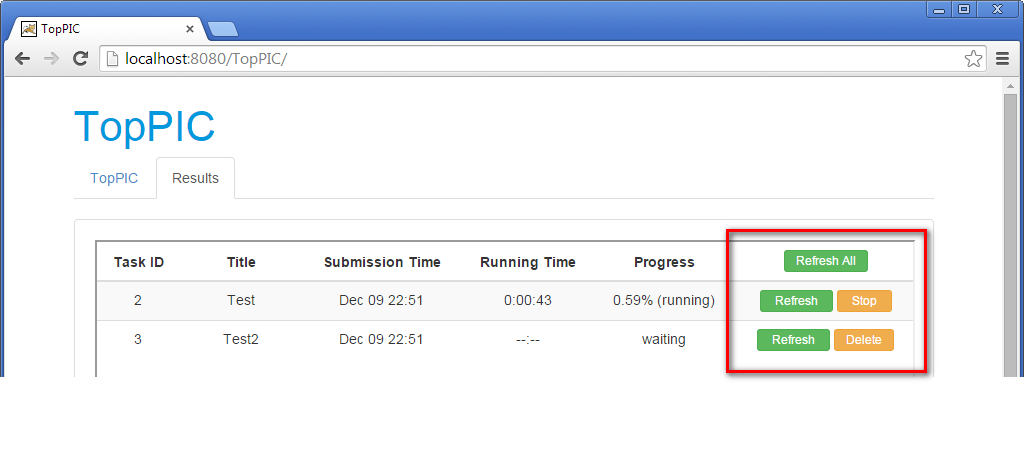 TopPIC
localhost:8080/TopPIC/
TopPIC
TopPIC Results
Task ID Title Submission Time Running Time Progress Refresh All
2 Test Dec 09 22:51 0:00:43 0.59% (running) Refresh Stop
3 Test2 Dec 09 22:51 --:-- waiting Refresh Delete